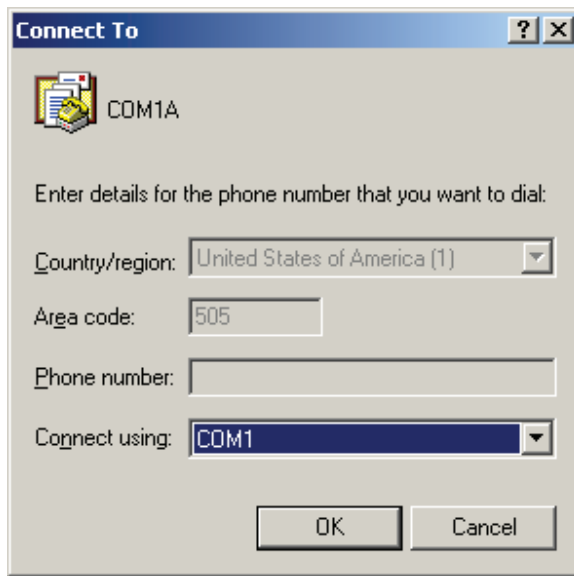 Connect To
COM1A
Enter details for the phone number that you want to dial:
Country/region: United States of America (1)
Area code: 505
Phone number:
Connect using: COM1
OK Cancel